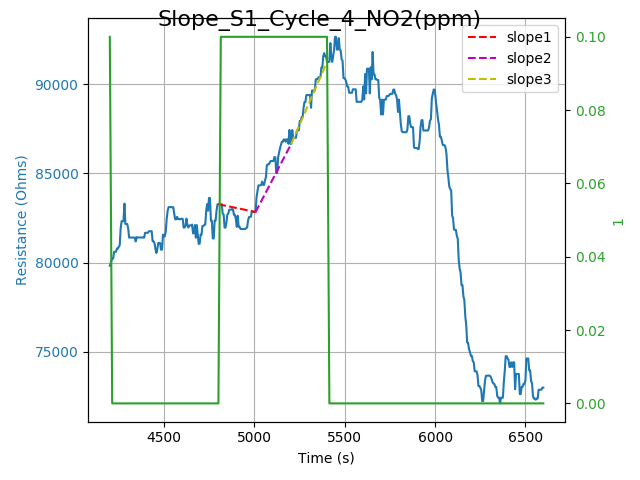 Slope_S1_Cycle_4_NO2(ppm)
slope1
slope2
slope3
90000
85000
80000
75000
Resistance (Ohms)
0.10
0.08
0.06
0.04
0.02
0.00
1
4500 5000 5500 6000 6500
Time (s)